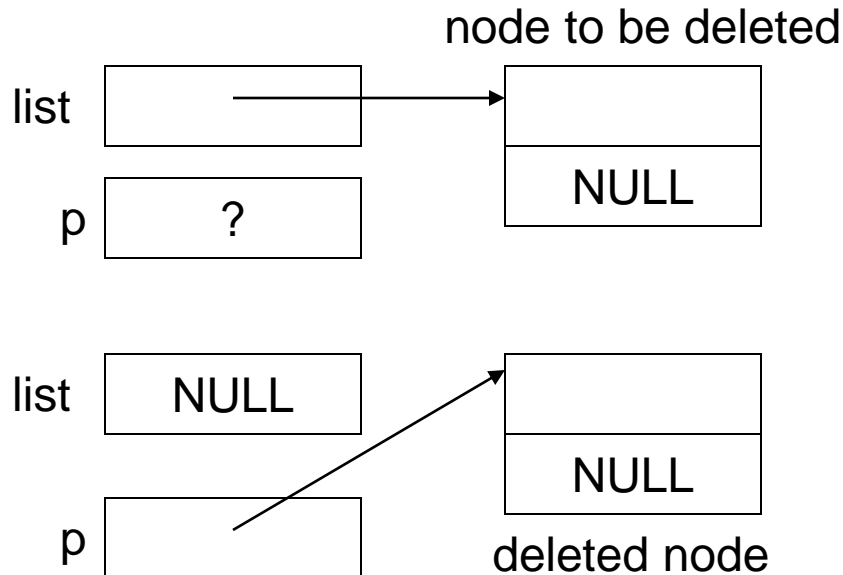 node to be deleted
list
NULL
p ?
list NULL
NULL
p
deleted node